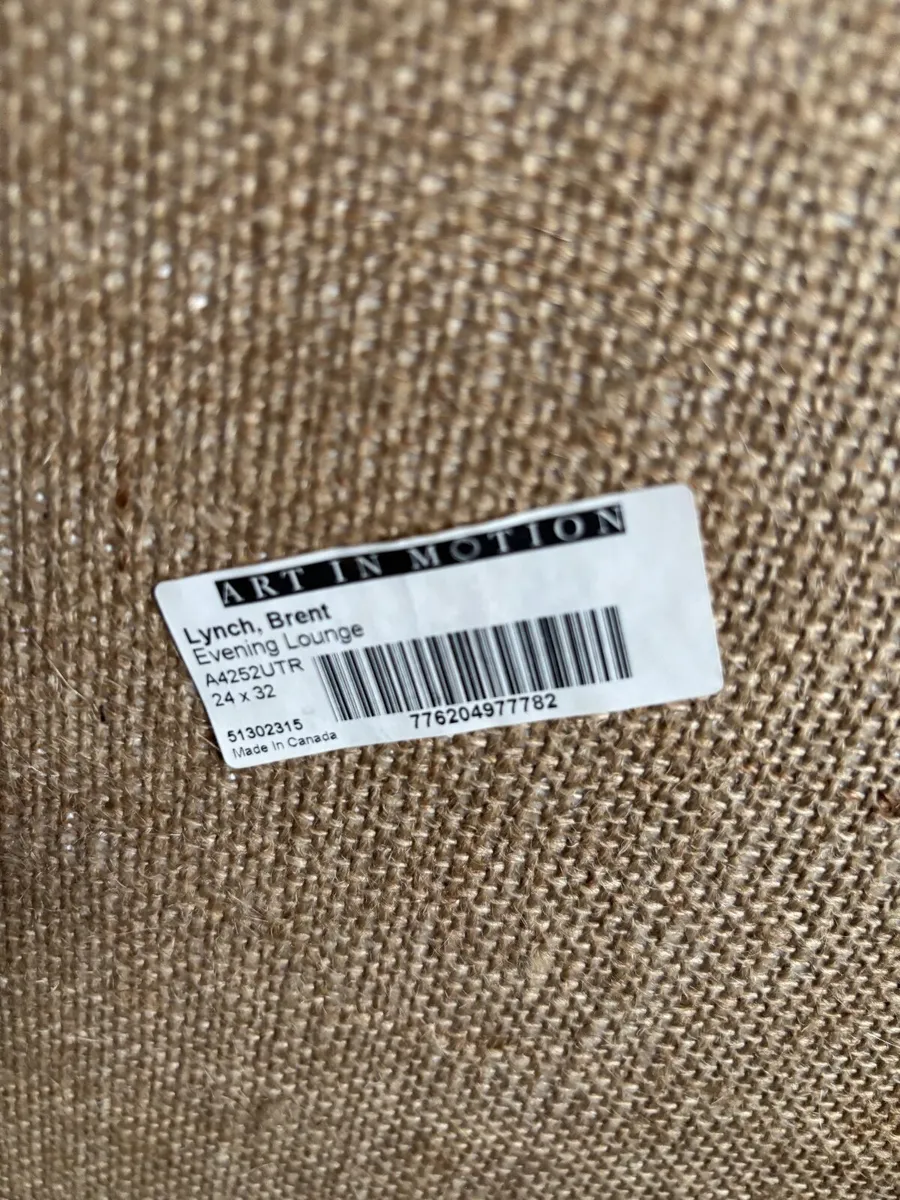 ART IN MOTION
Lynch, Brent
Evening Lounge
A4252UTR
24 x 32
776204977782
51302315
Made In Canada